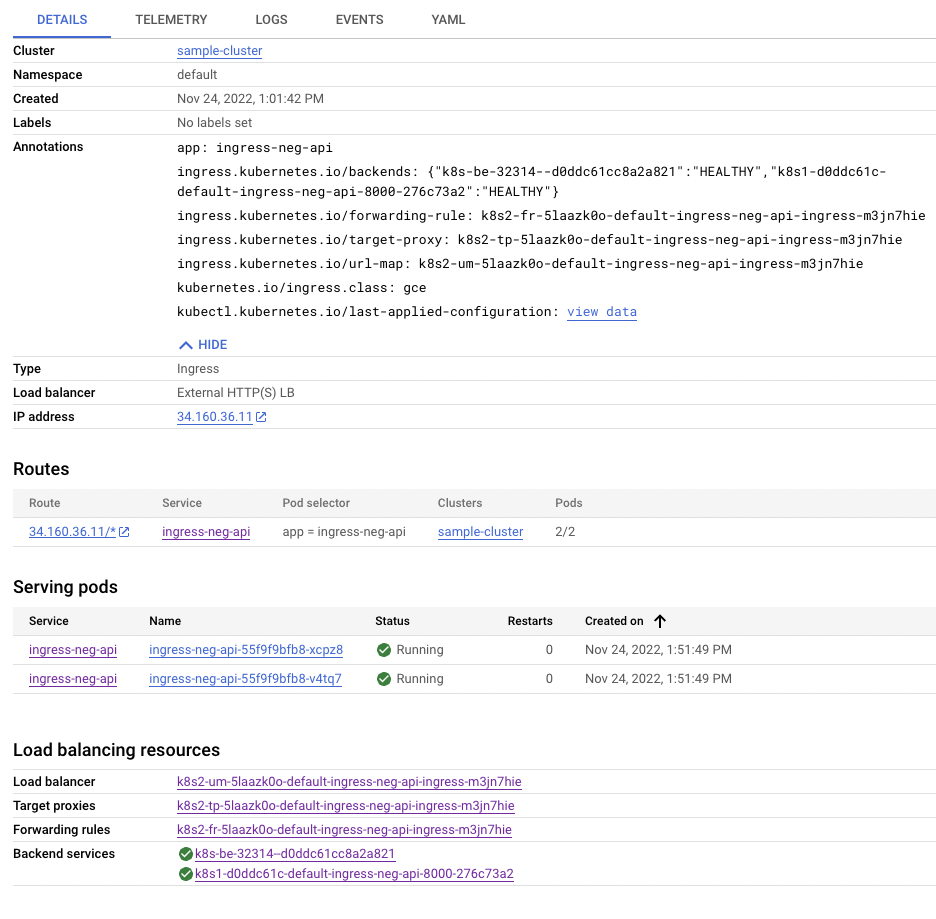 DETAILS TELEMETRY LOGS EVENTS YAML
Cluster sample-cluster
Namespace default
Created Nov 24, 2022, 1:01:42 PM
Labels No labels set
Annotations app: ingress-neg-api
ingress.kubernetes.io/backends: {"k8s-be-32314--d0ddc61cc8a2a821":"HEALTHY","k8s1-d0ddc61c-
default-ingress-neg-api-8000-276c73a2":"HEALTHY"}
ingress.kubernetes.io/forwarding-rule: k8s2-fr-5laazk0o-default-ingress-neg-api-ingress-m3jn7hie
ingress.kubernetes.io/target-proxy: k8s2-tp-5laazk0o-default-ingress-neg-api-ingress-m3jn7hie
ingress.kubernetes.io/url-map: k8s2-um-5laazk0o-default-ingress-neg-api-ingress-m3jn7hie
kubernetes.io/ingress.class: gce
kubectl.kubernetes.io/last-applied-configuration: view data
HIDE
Type Ingress
Load balancer External HTTP(S) LB
IP address 34.160.36.11
Routes
Route Service Pod selector Clusters Pods
34.160.36.11/* ingress-neg-api app = ingress-neg-api sample-cluster 2/2
Serving pods
Service Name Status Restarts Created on
ingress-neg-api ingress-neg-api-55f9f9bfb8-xcpz8 Running 0 Nov 24, 2022, 1:51:49 PM
ingress-neg-api ingress-neg-api-55f9f9bfb8-v4tq7 Running 0 Nov 24, 2022, 1:51:49 PM
Load balancing resources
Load balancer k8s2-um-5laazk0o-default-ingress-neg-api-ingress-m3jn7hie
Target proxies k8s2-tp-5laazk0o-default-ingress-neg-api-ingress-m3jn7hie
Forwarding rules k8s2-fr-5laazk0o-default-ingress-neg-api-ingress-m3jn7hie
Backend services k8s-be-32314--d0ddc61cc8a2a821
k8s1-d0ddc61c-default-ingress-neg-api-8000-276c73a2